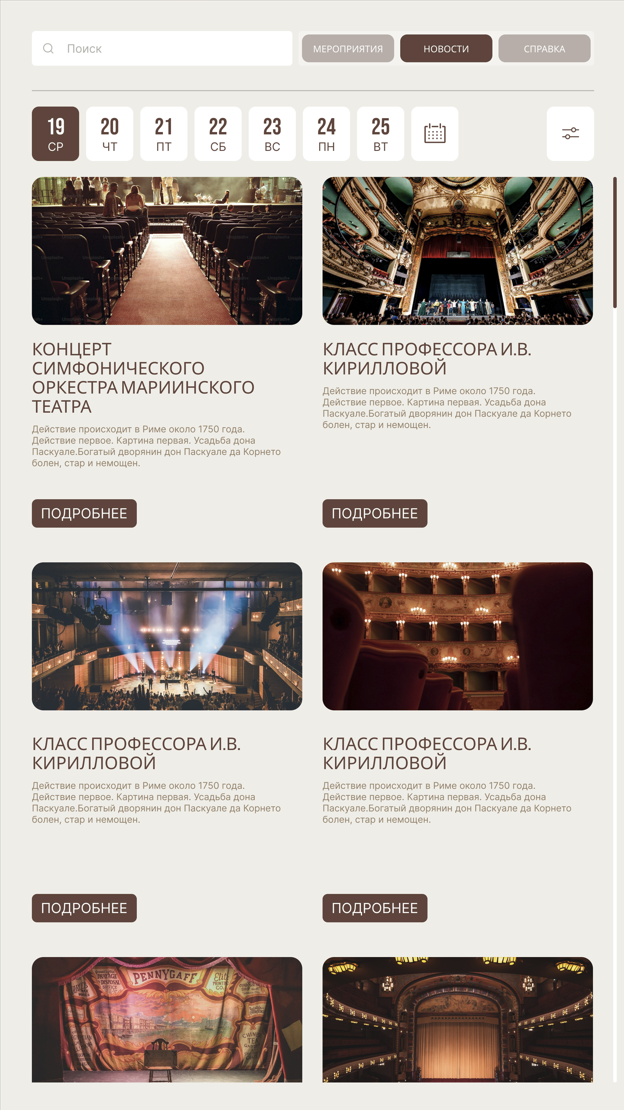 Поиск
МЕРОПРИЯТИЯ
НОВОСТИ
СПРАВКА
19
СР
20
ЧТ
21
ПТ
22
СБ
23
ВС
24
ПН
25
ВТ
КОНЦЕРТ
СИМФОНИЧЕСКОГО
ОРКЕСТРА МАРИИНСКОГО
ТЕАТРА
Действие происходит в Риме около 1750 года.
Действие первое. Картина первая. Усадьба дона
Паскуале.Богатый дворянин дон Паскуале да Корнето
болен, стар и немощен.
ПОДРОБНЕЕ
КЛАСС ПРОФЕССОРА И.В.
КИРИЛЛОВОЙ
Действие происходит в Риме около 1750 года.
Действие первое. Картина первая. Усадьба дона
Паскуале.Богатый дворянин дон Паскуале да Корнето
болен, стар и немощен.
ПОДРОБНЕЕ
КЛАСС ПРОФЕССОРА И.В.
КИРИЛЛОВОЙ
Действие происходит в Риме около 1750 года.
Действие первое. Картина первая. Усадьба дона
Паскуале.Богатый дворянин дон Паскуале да Корнето
болен, стар и немощен.
ПОДРОБНЕЕ
КЛАСС ПРОФЕССОРА И.В.
КИРИЛЛОВОЙ
Действие происходит в Риме около 1750 года.
Действие первое. Картина первая. Усадьба дона
Паскуале.Богатый дворянин дон Паскуале да Корнето
болен, стар и немощен.
ПОДРОБНЕЕ
PENNYGAFF